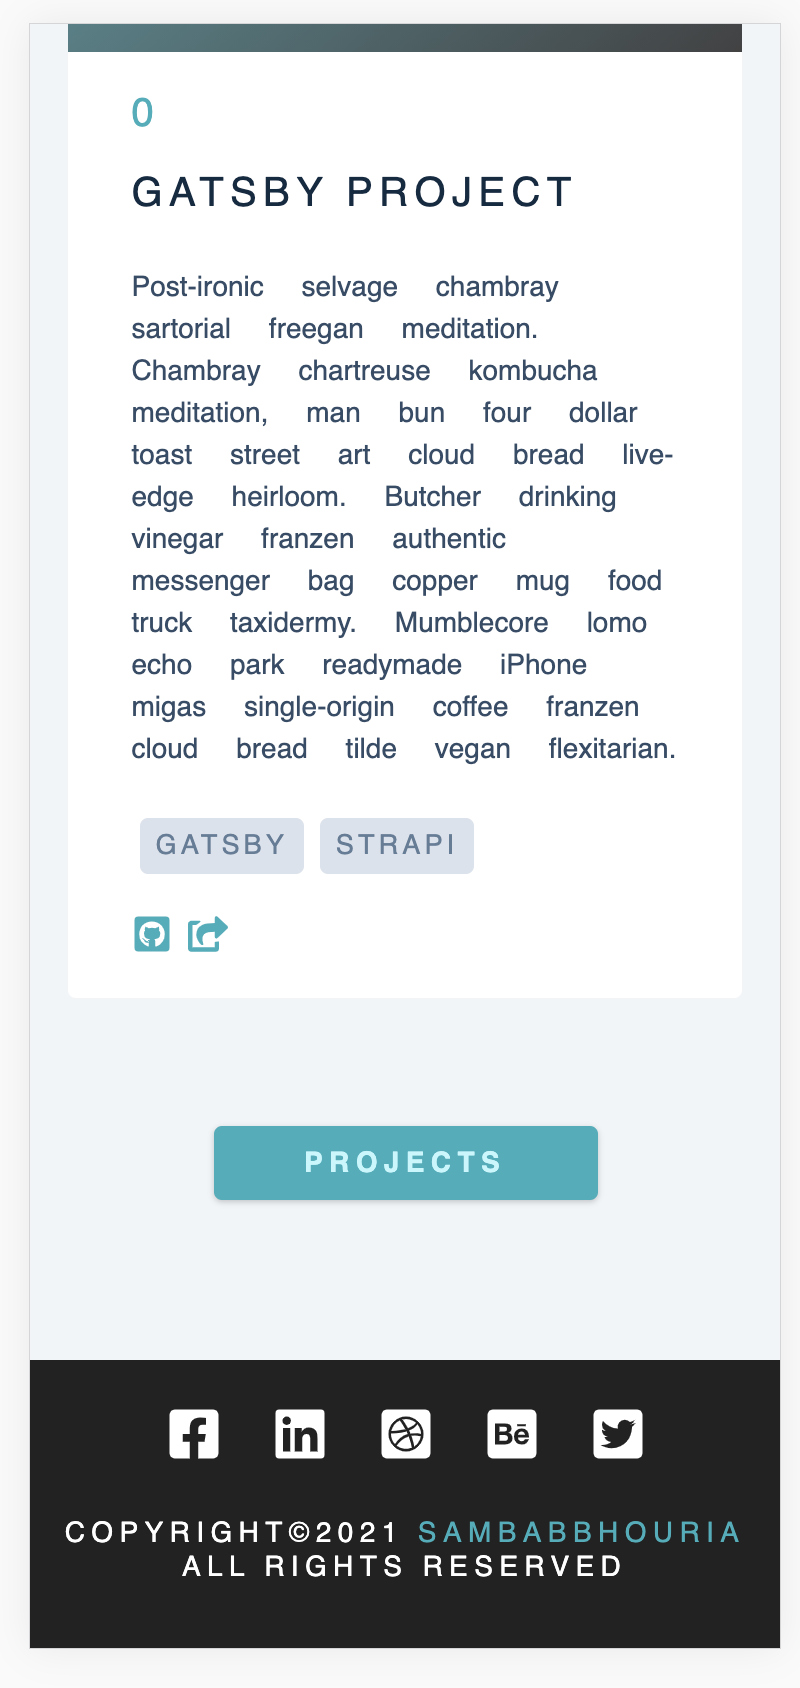 0
GATSBY PROJECT
Post-ironic selvage chambray
sartorial freegan meditation.
Chambray chartreuse kombucha
meditation, man bun four dollar
toast street art cloud bread live-
edge heirloom. Butcher drinking
vinegar franzen authentic
messenger bag copper mug food
truck taxidermy. Mumblecore lomo
echo park readymade iPhone
migas single-origin coffee franzen
cloud bread tilde vegan flexitarian.
GATSBY STRAPI
PROJECTS
COPYRIGHT©2021 SAMBABBHOURIA
ALL RIGHTS RESERVED